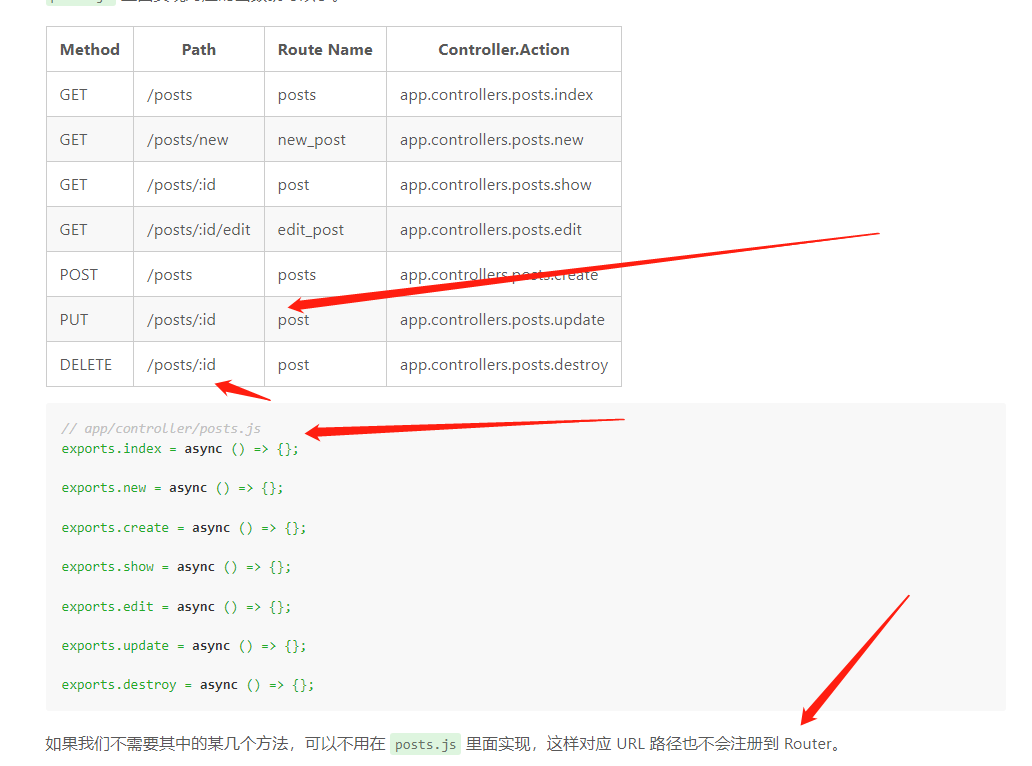 Method Path Route Name Controller.Action
GET /posts posts app.controllers.posts.index
GET /posts/new new_post app.controllers.posts.new
GET /posts/:id post app.controllers.posts.show
GET /posts/:id/edit edit_post app.controllers.posts.edit
POST /posts posts app.controllers.posts.create
PUT /posts/:id post app.controllers.posts.update
DELETE /posts/:id post app.controllers.posts.destroy
// app/controller/posts.js
exports.index = async () => {};
exports.new = async () => {};
exports.create = async () => {};
exports.show = async () => {};
exports.edit = async () => {};
exports.update = async () => {};
exports.destroy = async () => {};
如果我们不需要其中的某几个方法，可以不用在 posts.js 里面实现，这样对应 URL 路径也不会注册到 Router。